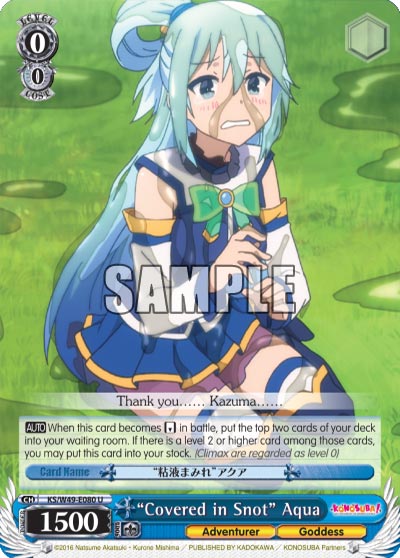 LEVEL
0
0
COST
SAMPLE
Thank you…… Kazuma……
AUTO When this card becomes in battle, put the top two cards of your deck
into your waiting room. If there is a level 2 or higher card among those cards,
you may put this card into your stock. (Climax are regarded as level 0)
Card Name
"粘液まみれ"アクア
CH KS/W49-E080 U
POWER
1500
SOUL
"Covered in Snot" Aqua
KONOSUBA!
Adventurer
Goddess
©2016 Natsume Akatsuki・Kurone Mishima / PUBLISHED BY KADOKAWA / KONOSUBA Partners